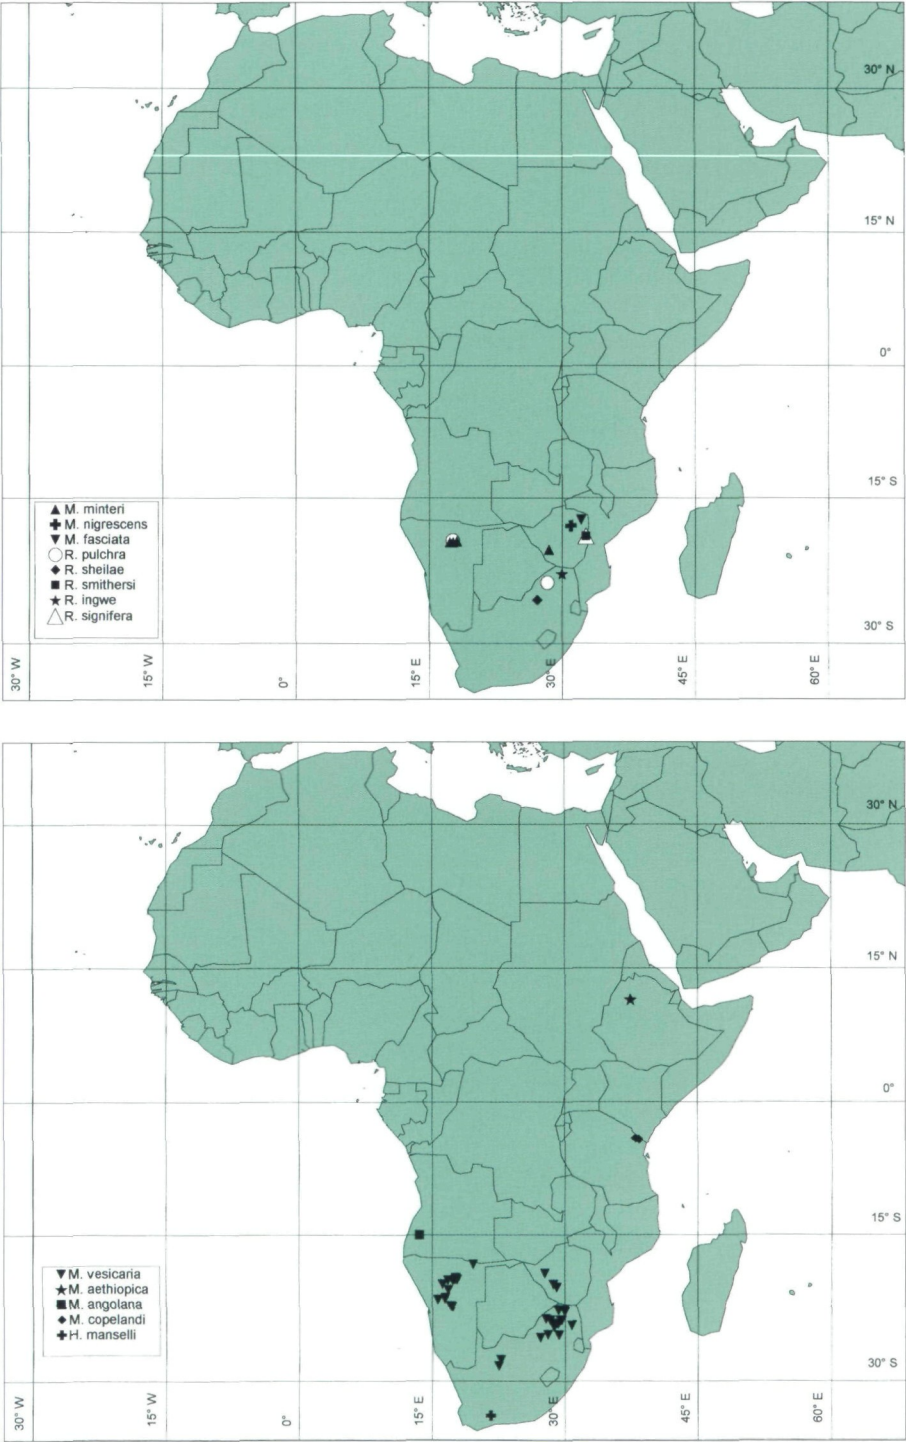 30° N
15° N
0°
15° S
▲ M. minteri
✚ M. nigrescens
▼ M. fasciata
○ R. pulchra
◆ R. sheilae
■ R. smithersi
★ R. ingwe
△ R. signifera
30° S
30° W
15° W
0°
15° E
30° E
45° E
60° E
30° N
15° N
0°
15° S
▼ M. vesicaria
★ M. aethiopica
■ M. angolana
◆ M. copelandi
✚ H. manselli
30° S
30° W
15° W
0°
15° E
30° E
45° E
60° E